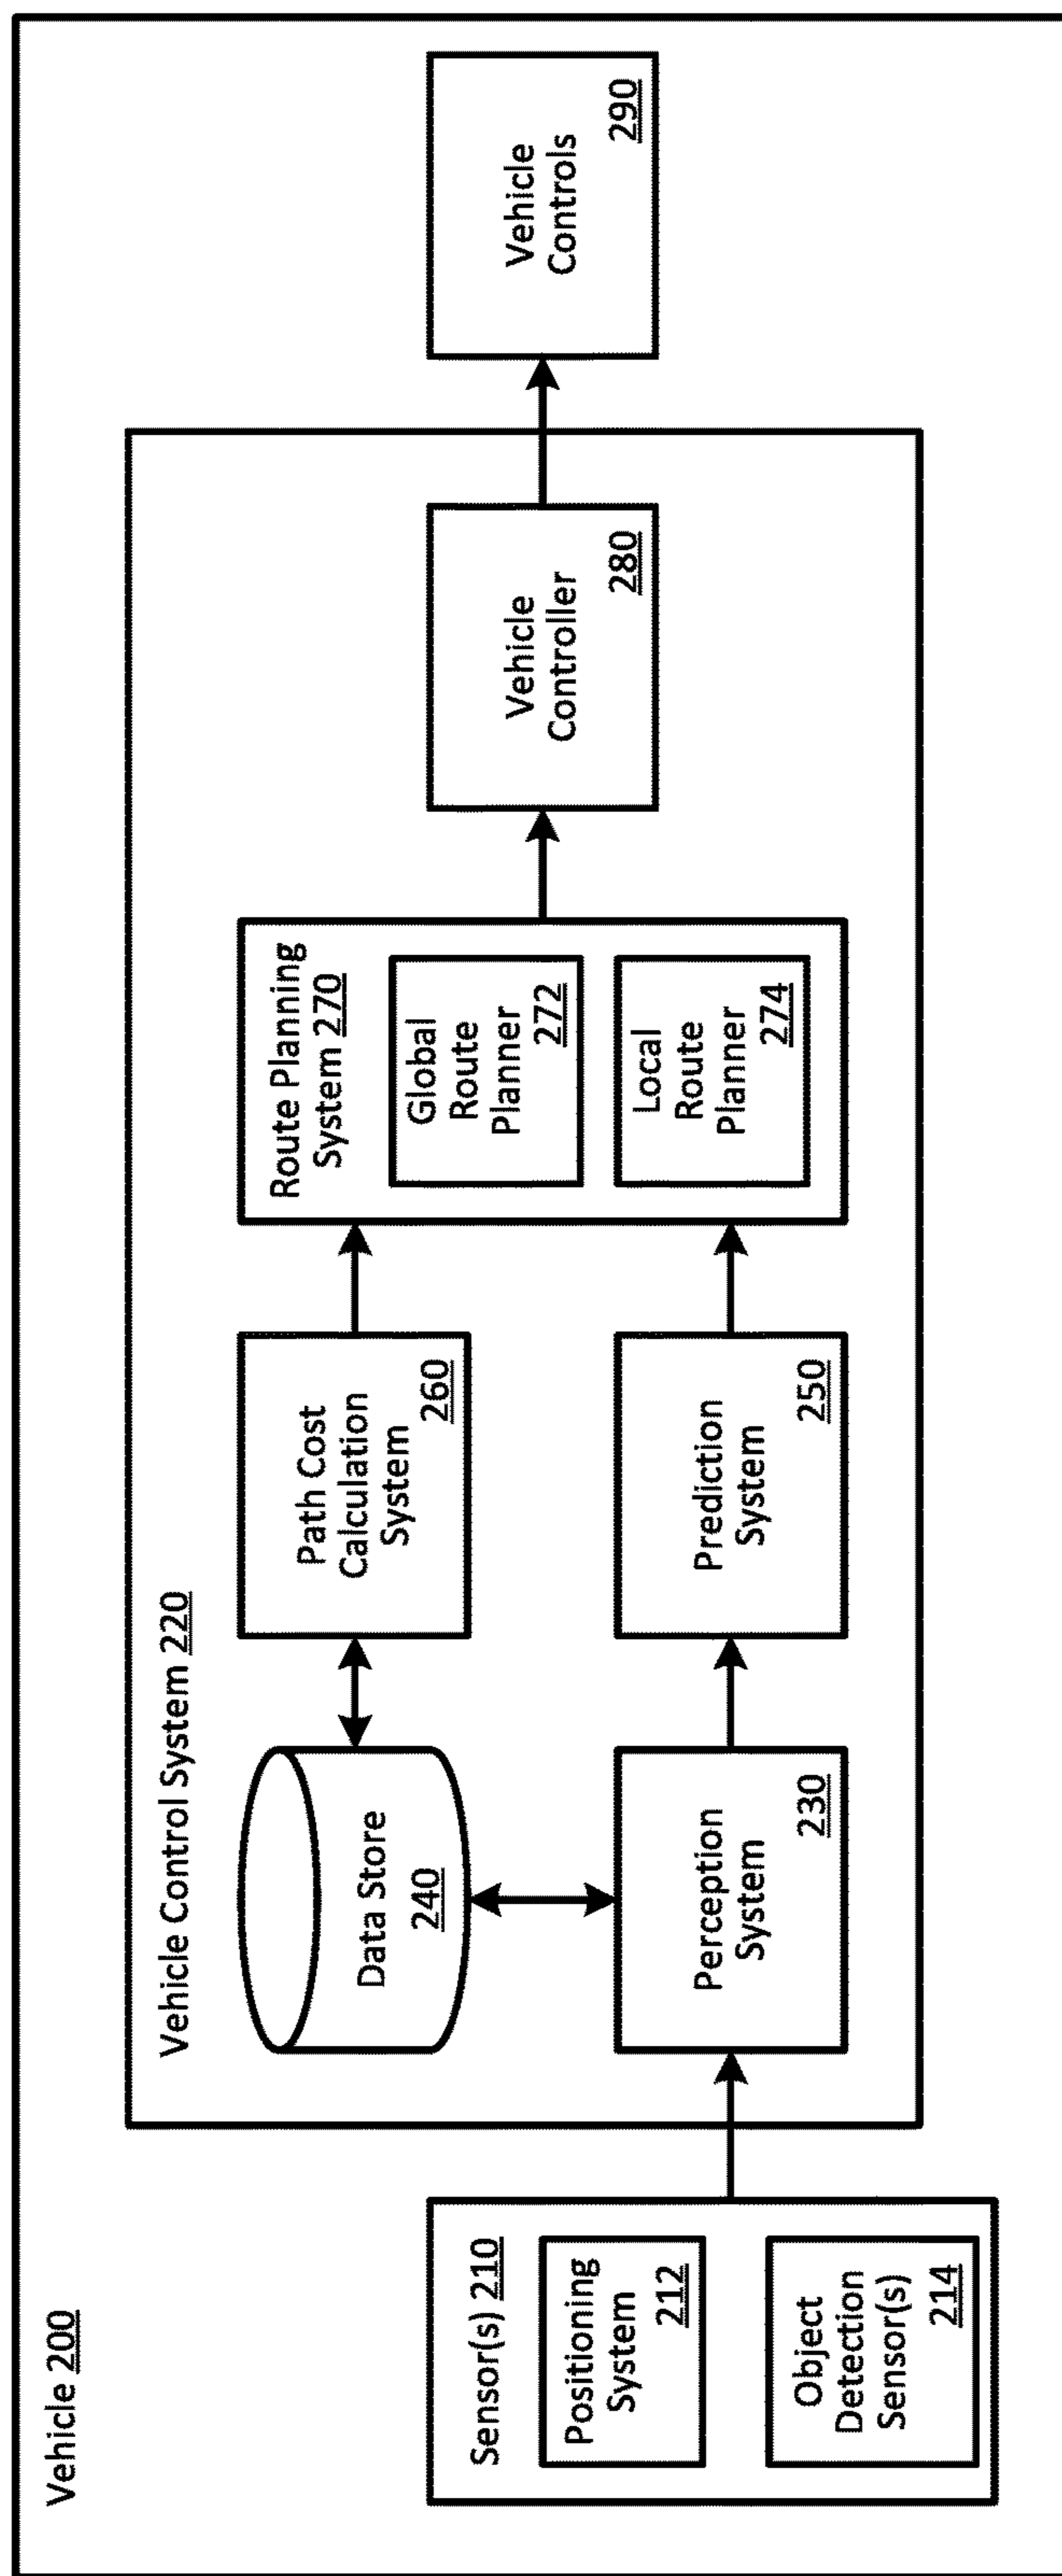 Vehicle 200
Sensor(s) 210
Positioning
System
212
Object
Detection
Sensor(s)
214
Vehicle Control System 220
Data Store
240
Perception
System
230
Path Cost
Calculation
System
260
Prediction
System
250
Route Planning
System 270
Global
Route
Planner
272
Local
Route
Planner
274
Vehicle
Controller
280
Vehicle
Controls
290